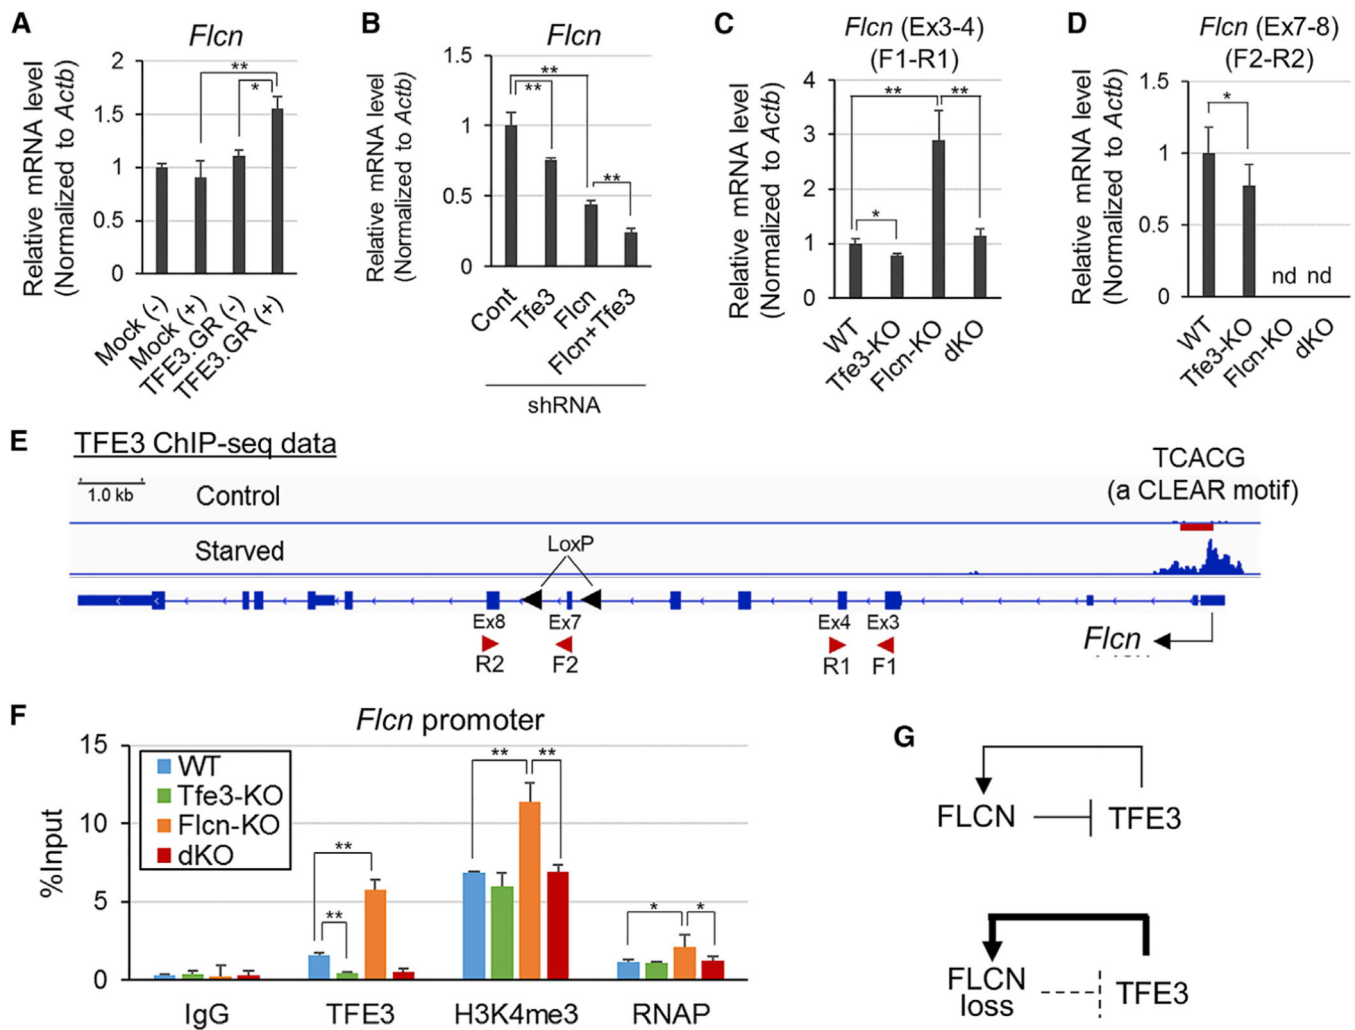 A
Flcn
Relative mRNA level
(Normalized to Actb)
2
1.5
1
0.5
0
**
*
Mock (-)
Mock (+)
TFE3.GR (-)
TFE3.GR (+)
B
Flcn
Relative mRNA level
(Normalized to Actb)
1.5
1
0.5
0
**
**
**
Cont
Tfe3
Flcn
Flcn+Tfe3
shRNA
C
Flcn (Ex3-4)
(F1-R1)
Relative mRNA level
(Normalized to Actb)
4
3
2
1
0
**
**
*
WT
Tfe3-KO
Flcn-KO
dKO
D
Flcn (Ex7-8)
(F2-R2)
Relative mRNA level
(Normalized to Actb)
1.5
1
0.5
0
*
nd nd
WT
Tfe3-KO
Flcn-KO
dKO
E
TFE3 ChIP-seq data
1.0 kb
Control
TCACG
(a CLEAR motif)
Starved
LoxP
Ex8
Ex7
Ex4
Ex3
R2
F2
R1
F1
Flcn
F
Flcn promoter
%Input
15
10
5
0
WT
Tfe3-KO
Flcn-KO
dKO
**
**
**
**
*
*
IgG
TFE3
H3K4me3
RNAP
G
FLCN
TFE3
FLCN
loss
TFE3